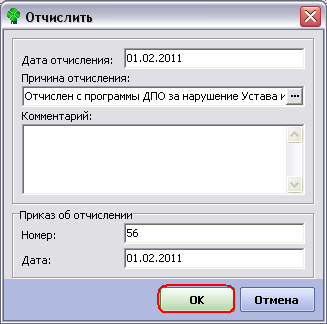 Отчислить
Дата отчисления: 01.02.2011
Причина отчисления:
Отчислен с программы ДПО за нарушение Устава и ...
Комментарий:
Приказ об отчислении
Номер: 56
Дата: 01.02.2011
OK Отмена